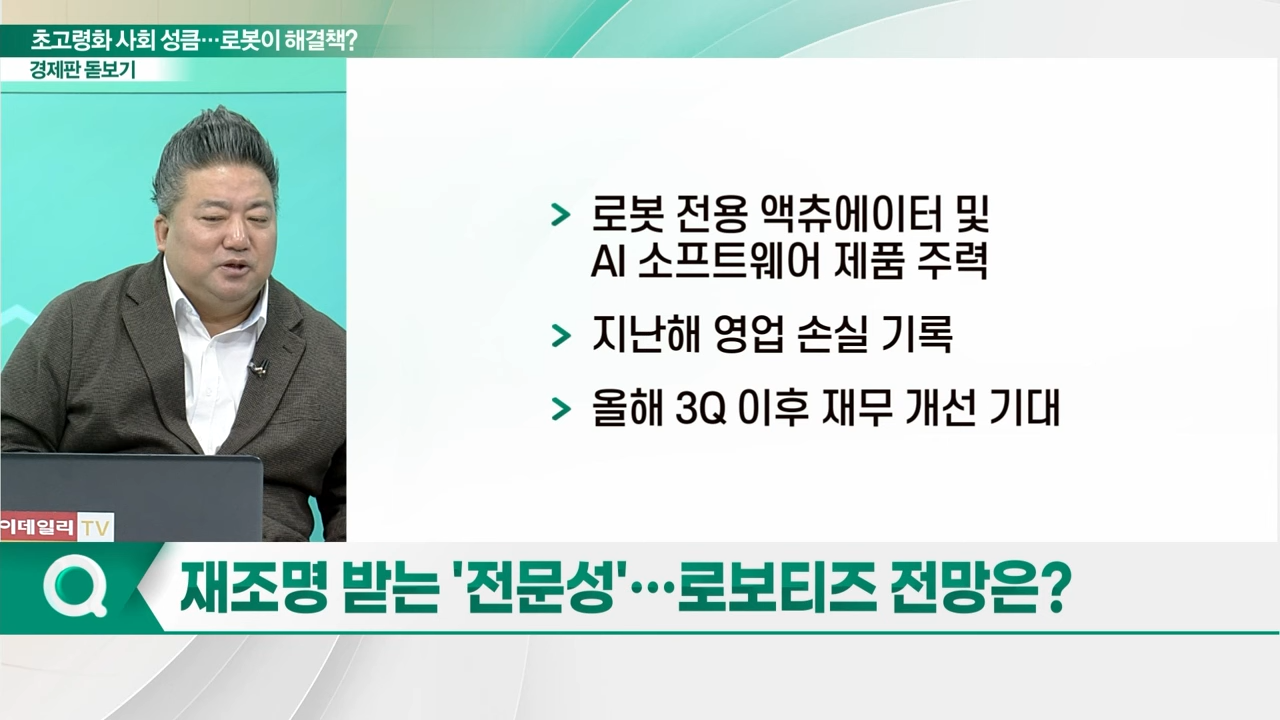 초고령화 사회 성큼…로봇이 해결책?
경제판 돋보기
> 로봇 전용 액츄에이터 및
AI 소프트웨어 제품 주력
> 지난해 영업 손실 기록
> 올해 3Q 이후 재무 개선 기대
이데일리 TV
재조명 받는 '전문성'…로보티즈 전망은?